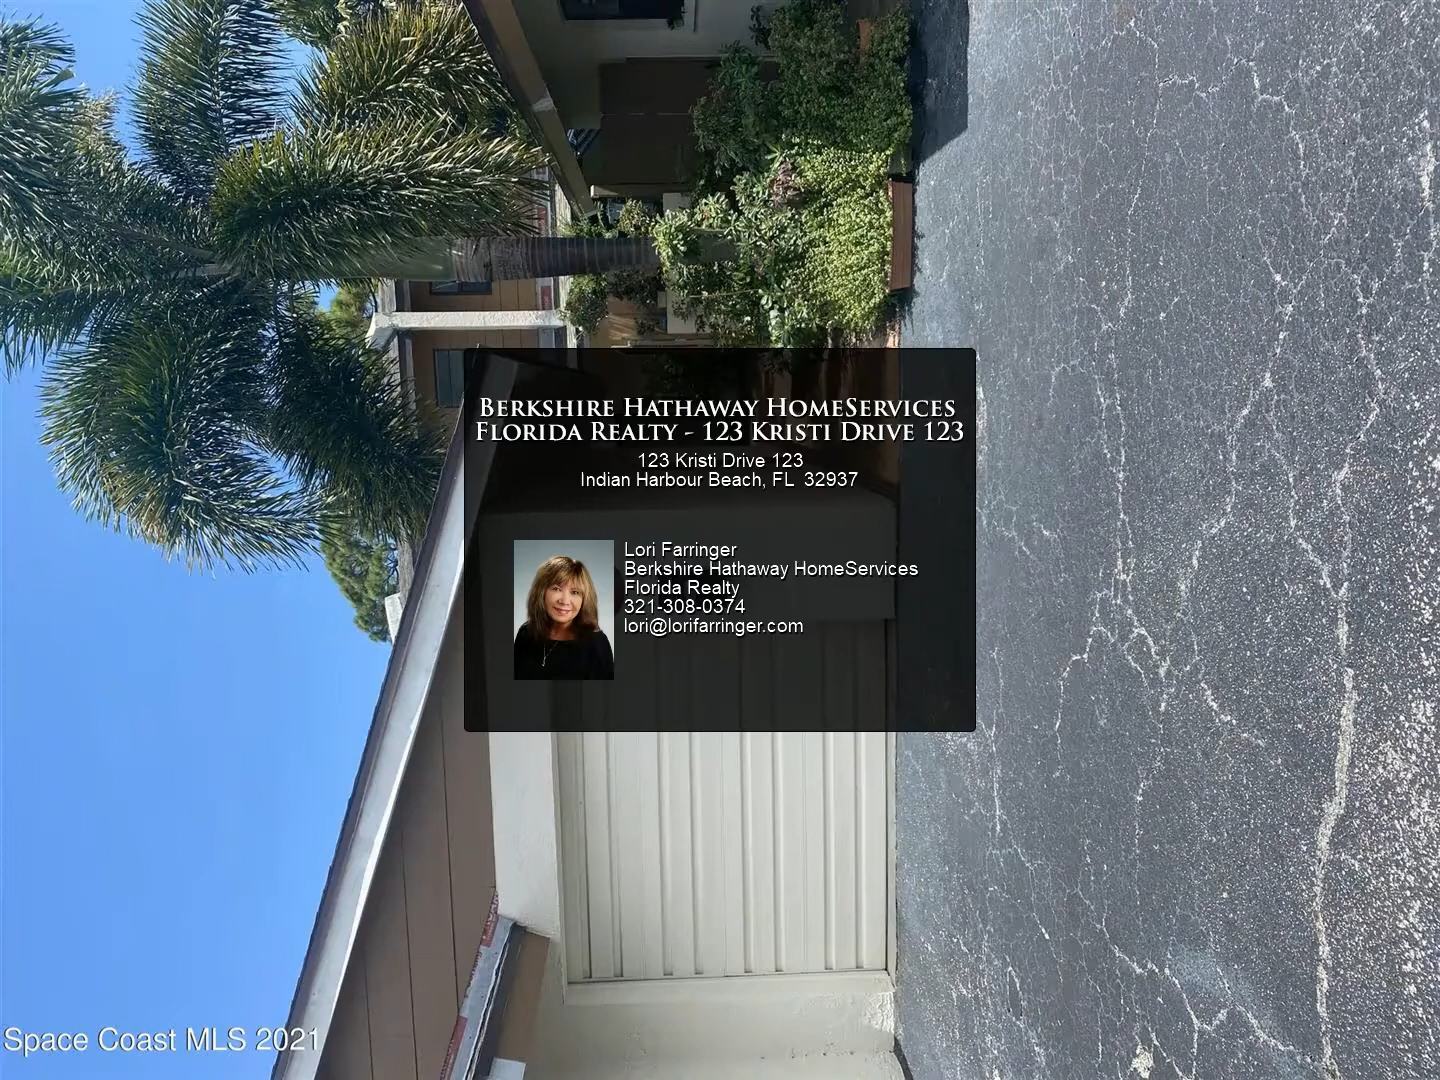 Berkshire Hathaway HomeServices
Florida Realty - 123 Kristi Drive 123
123 Kristi Drive 123
Indian Harbour Beach, FL  32937
Lori Farringer
Berkshire Hathaway HomeServices
Florida Realty
321-308-0374
lori@lorifarringer.com
Space Coast MLS 2021